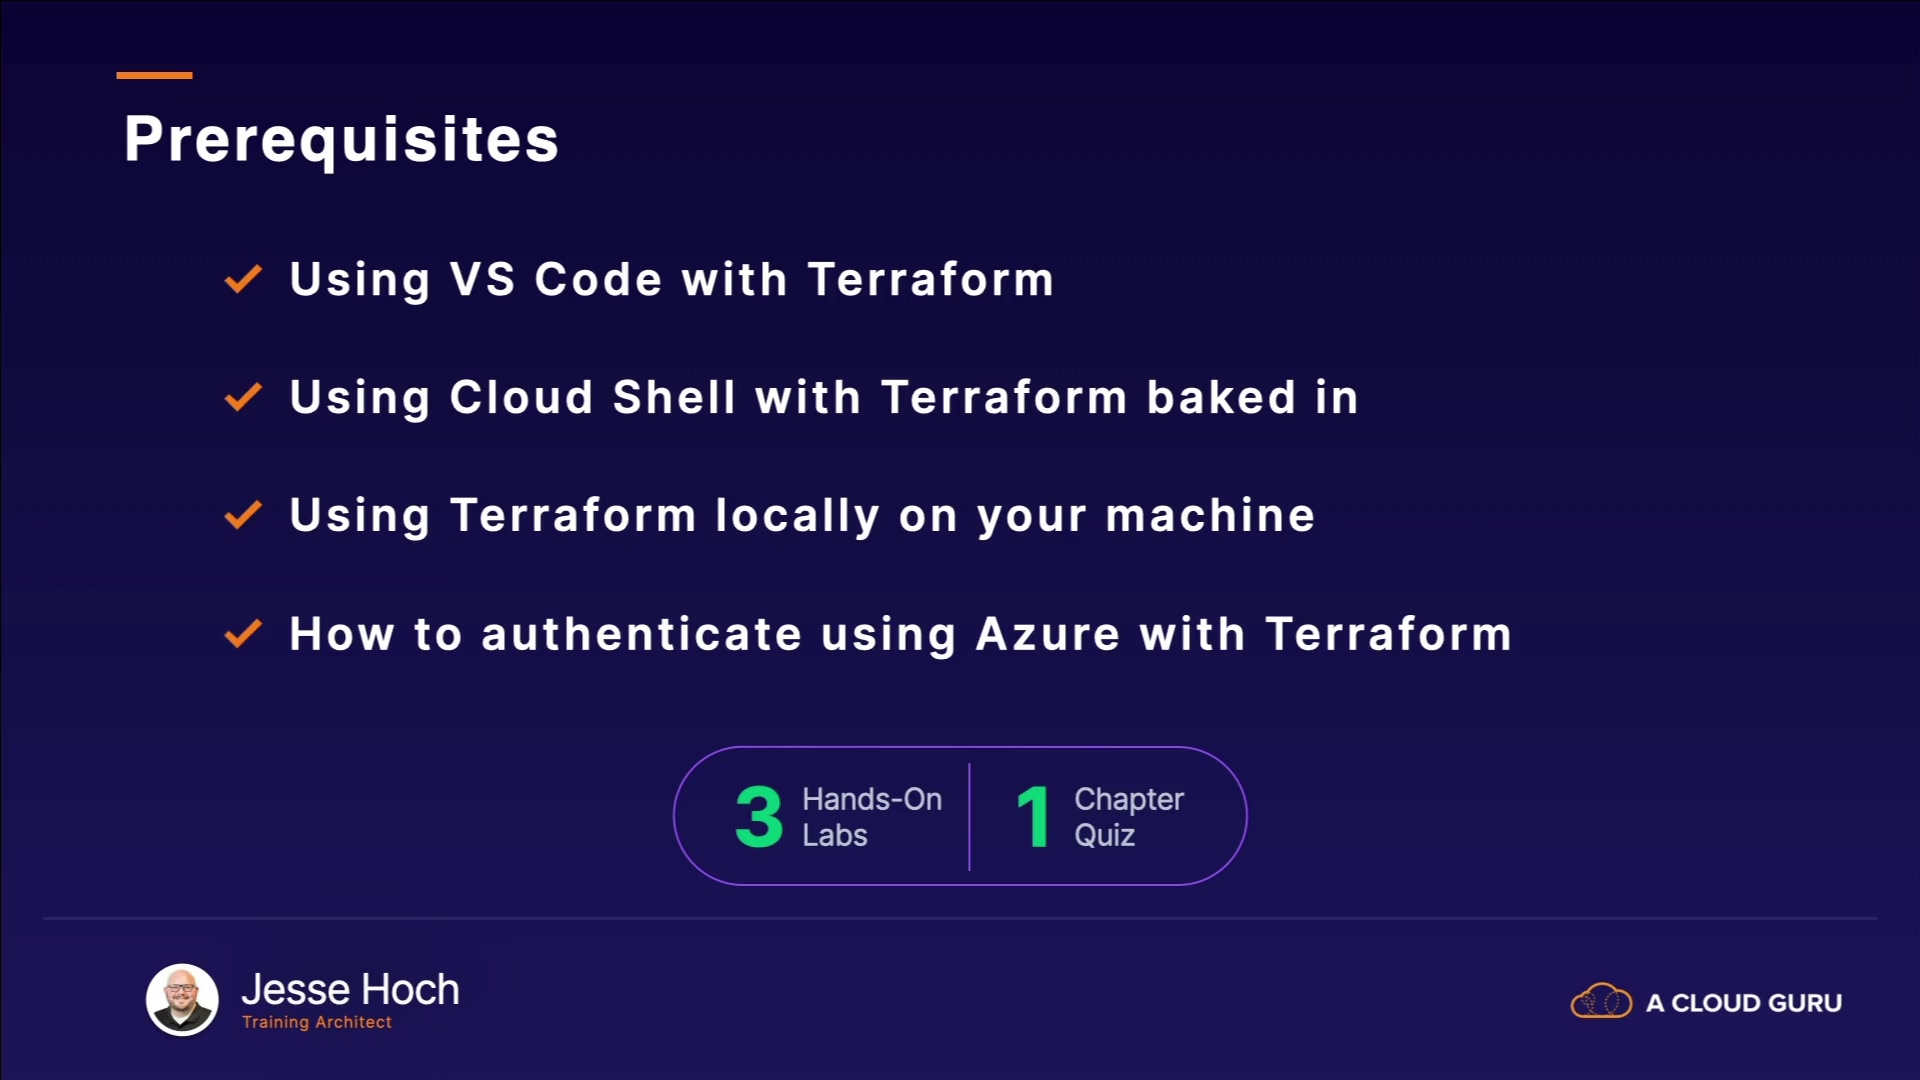 Prerequisites
Using VS Code with Terraform
Using Cloud Shell with Terraform baked in
Using Terraform locally on your machine
How to authenticate using Azure with Terraform
3 Hands-On
Labs
1 Chapter
Quiz
Jesse Hoch
Training Architect
A CLOUD GURU